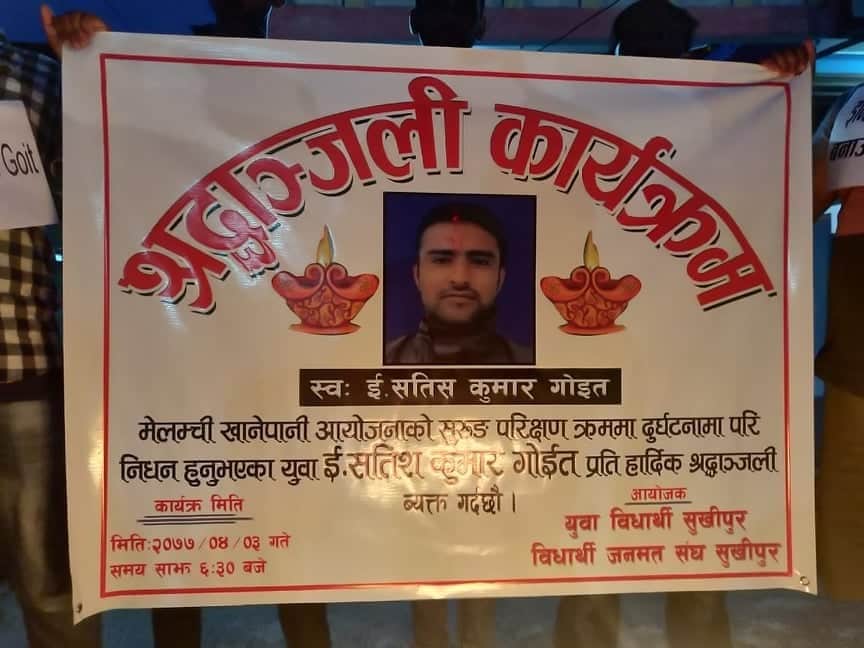 श्रद्धाञ्जली कार्यक्रम
Goit
स्वः ई.सतिस कुमार गोइत
मेलम्ची खानेपानी आयोजनाको सुरुङ परिक्षण क्रममा दुर्घटनामा परि
निधन हुनुभएका युवा ई.सतिश कुमार गोईत प्रति हार्दिक श्रद्धाञ्जली
ब्यक्त गर्दछौ ।
कार्यक्र मिति
मिति:२०७७/०४/०३ गते
समय साझ ६:३० बजे
आयोजक
युवा विधार्थी सुखीपुर
विधार्थी जनमत संघ सुखीपुर